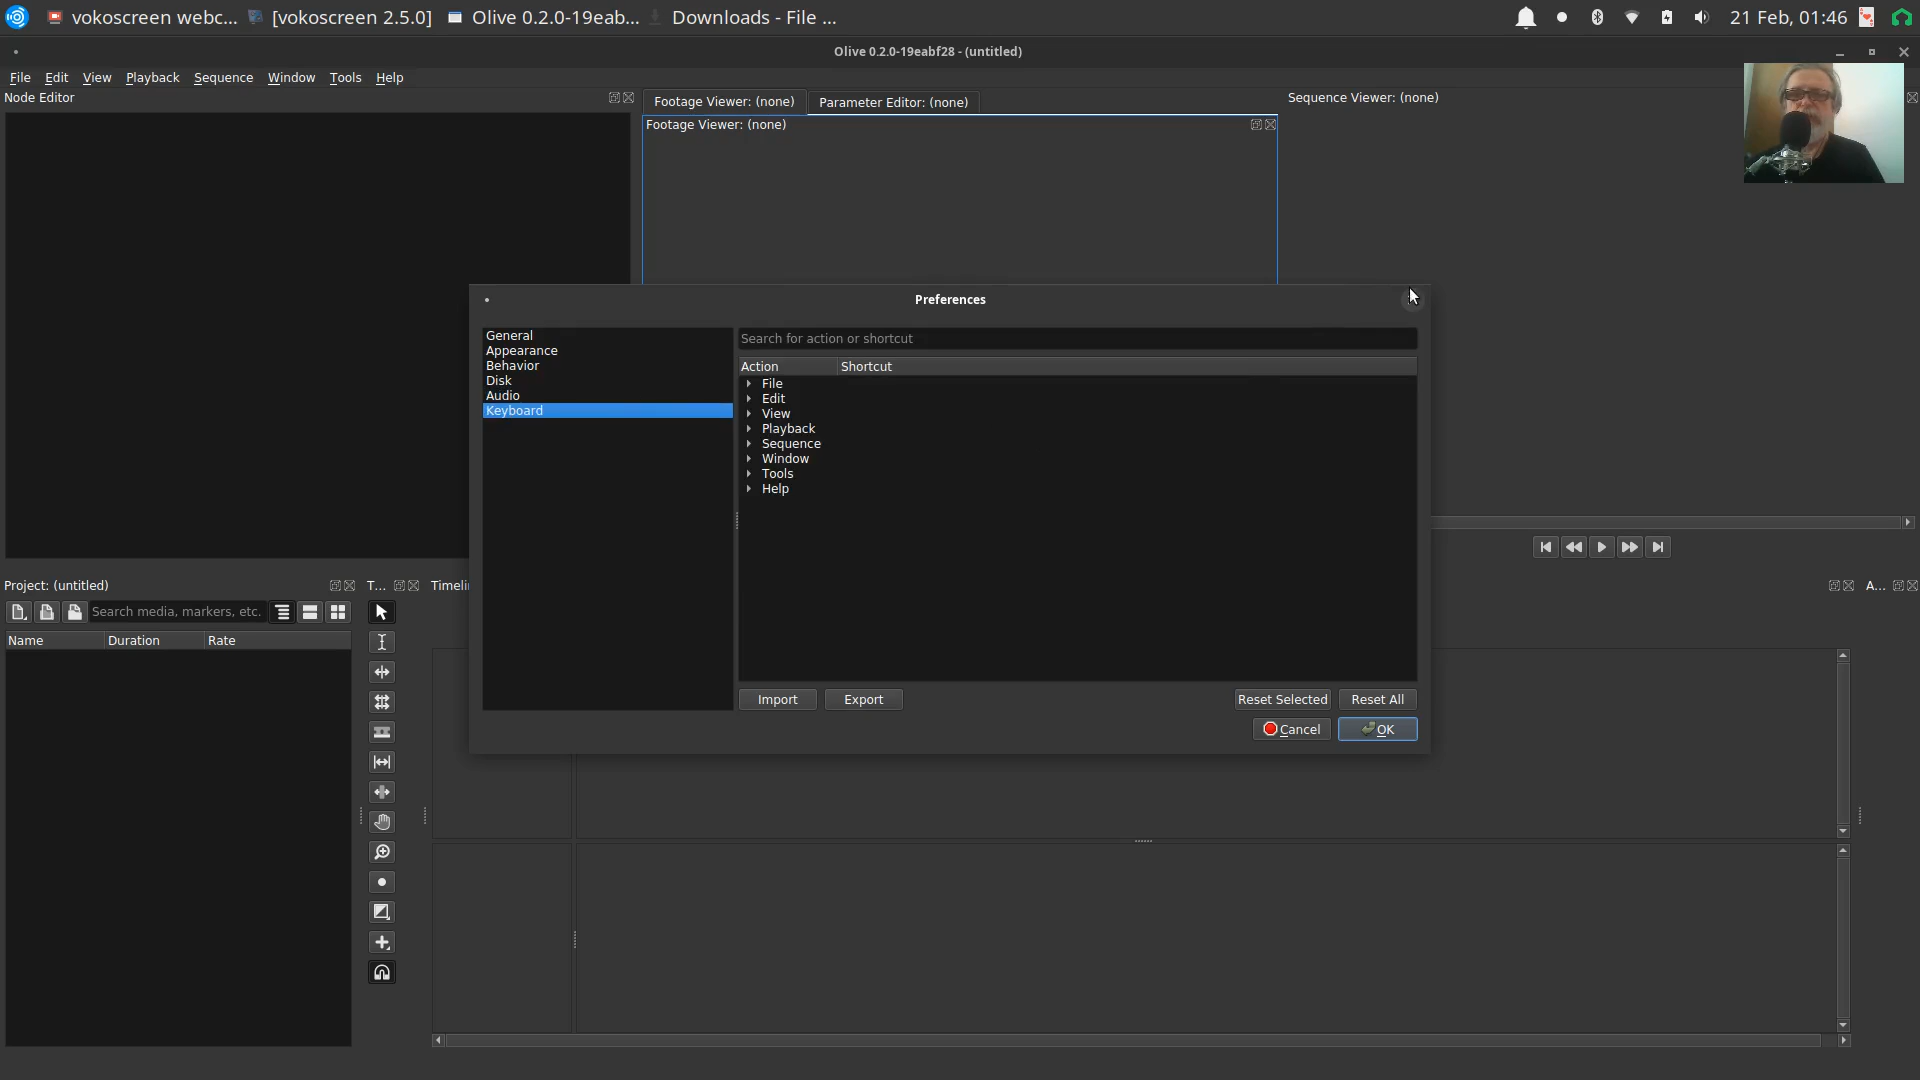 vokoscreen webc...
[vokoscreen 2.5.0]
Olive 0.2.0-19eab...
Downloads - File ...
21 Feb, 01:46
Olive 0.2.0-19eabf28 - (untitled)
File Edit View Playback Sequence Window Tools Help
Node Editor
Footage Viewer: (none)
Parameter Editor: (none)
Sequence Viewer: (none)
Footage Viewer: (none)
Preferences
General
Appearance
Behavior
Disk
Audio
Keyboard
Search for action or shortcut
Action Shortcut
File
Edit
View
Playback
Sequence
Window
Tools
Help
Import
Export
Reset Selected
Reset All
Cancel
OK
Project: (untitled)
T...
Timeli
A...
Search media, markers, etc.
Name Duration Rate